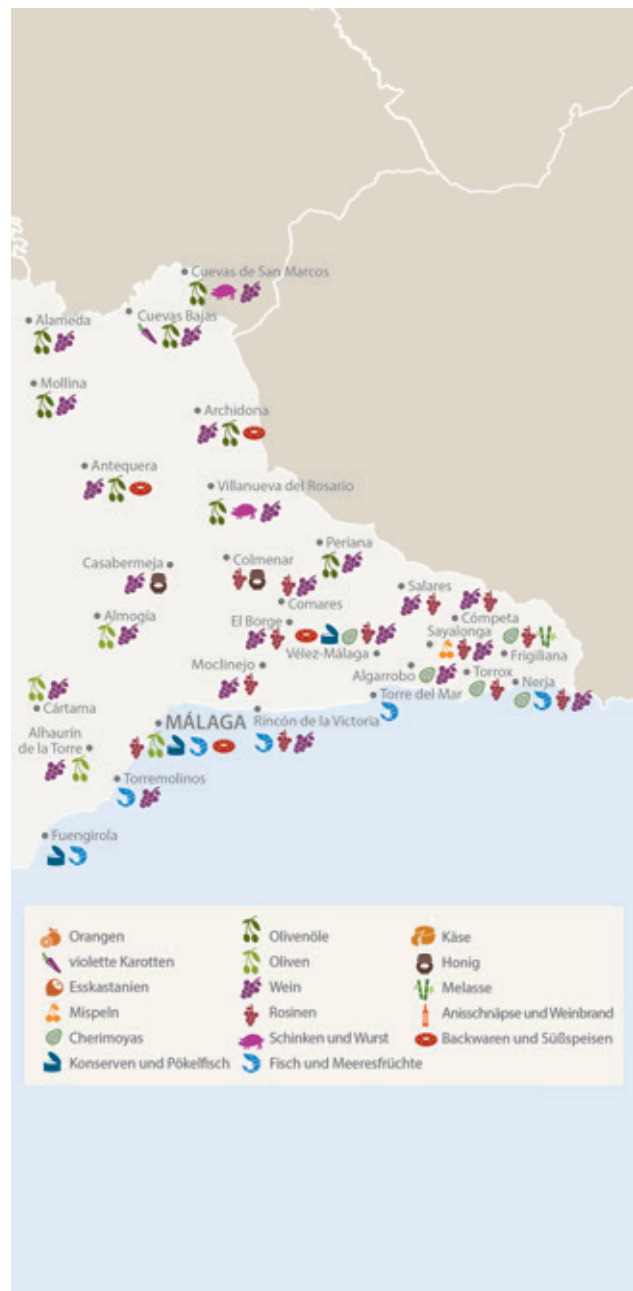 Cuevas de San Marcos
Cuevas Bajas
Alameda
Mollina
Archidona
Antequera
Villanueva del Rosario
Periana
Colmenar
Casabermeja
Salares
Comares
Almogía
Cómpeta
El Borge
Sayalonga
Vélez-Málaga
Frigiliana
Moclinejo
Algarrobo
Torrox
Nerja
Torre del Mar
Cártama
MÁLAGA
Rincón de la Victoria
Alhaurín
de la Torre
Torremolinos
Fuengirola
Orangen
violette Karotten
Esskastanien
Mispeln
Cherimoyas
Konserven und Pökelfisch
Olivenöle
Oliven
Wein
Rosinen
Schinken und Wurst
Fisch und Meeresfrüchte
Käse
Honig
Melasse
Anisschnäpse und Weinbrand
Backwaren und Süßspeisen